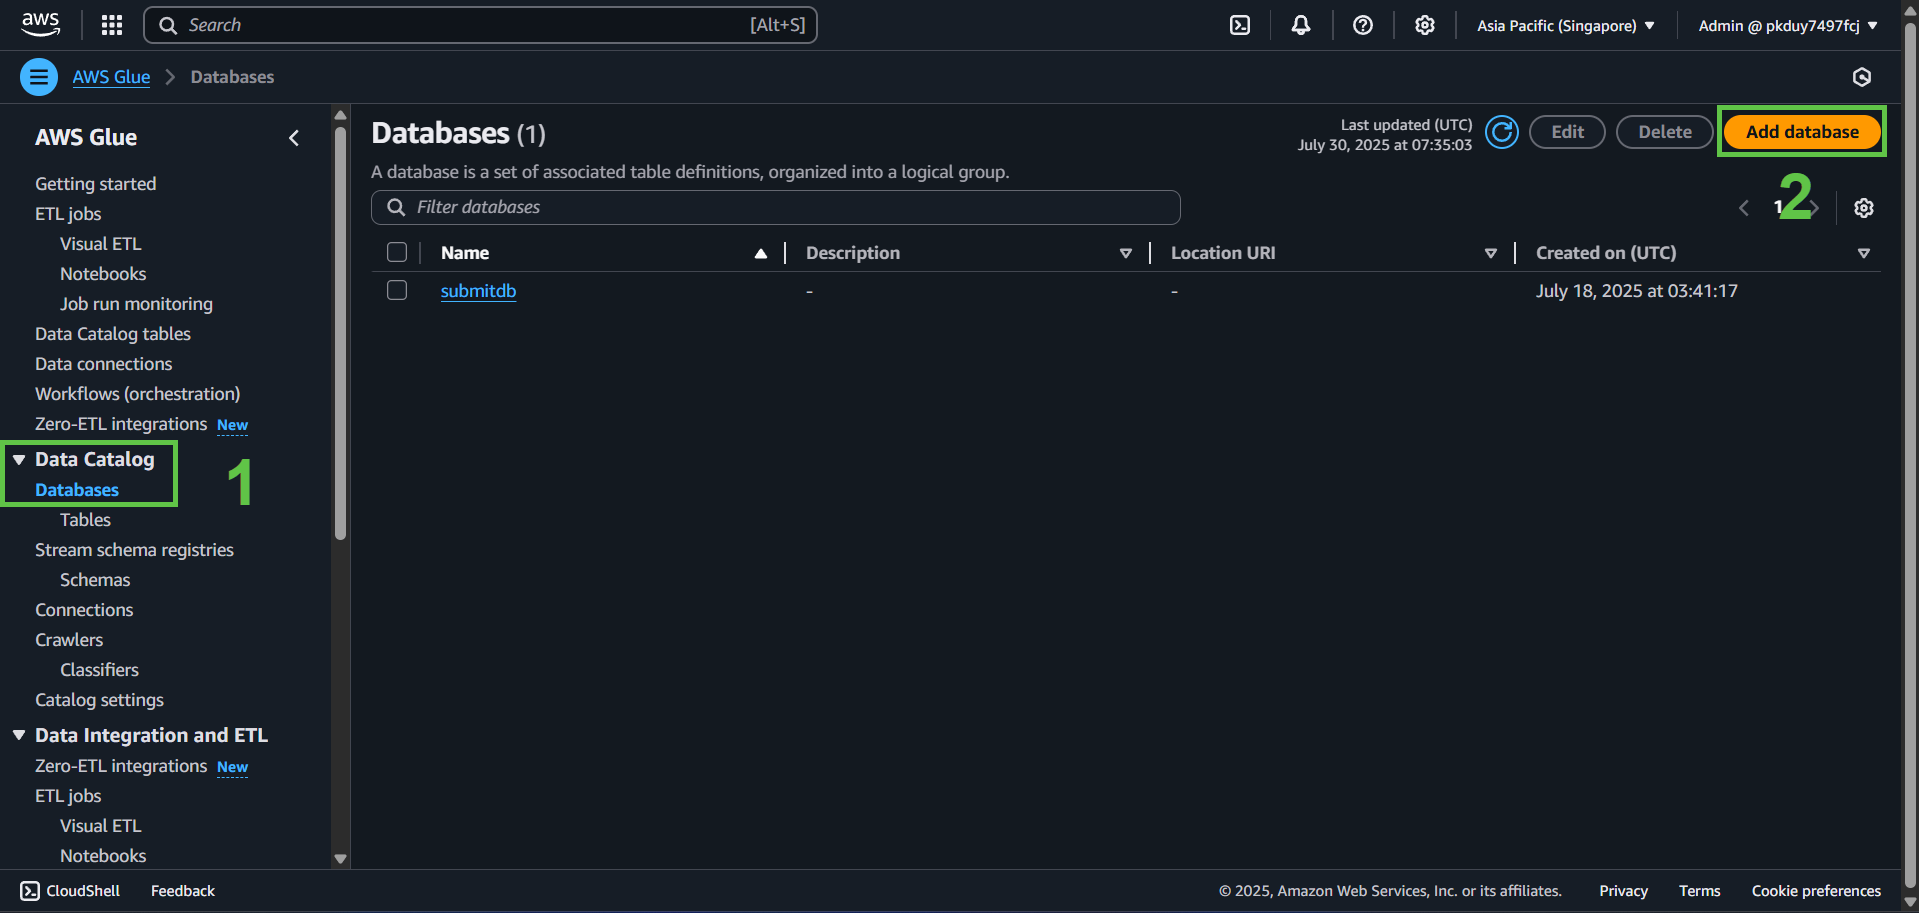 aws
Search [Alt+S]
Asia Pacific (Singapore)
Admin @ pkduy7497fcj
AWS Glue > Databases
AWS Glue
Getting started
ETL jobs
Visual ETL
Notebooks
Job run monitoring
Data Catalog tables
Data connections
Workflows (orchestration)
Zero-ETL integrations New
Data Catalog
Databases
1
Tables
Stream schema registries
Schemas
Connections
Crawlers
Classifiers
Catalog settings
Data Integration and ETL
Zero-ETL integrations New
ETL jobs
Visual ETL
Notebooks
Databases (1)
Last updated (UTC)
July 30, 2025 at 07:35:03
Edit
Delete
Add database
A database is a set of associated table definitions, organized into a logical group.
Filter databases
1
2
Name Description Location URI Created on (UTC)
submitdb - - July 18, 2025 at 03:41:17
CloudShell Feedback
© 2025, Amazon Web Services, Inc. or its affiliates. Privacy Terms Cookie preferences